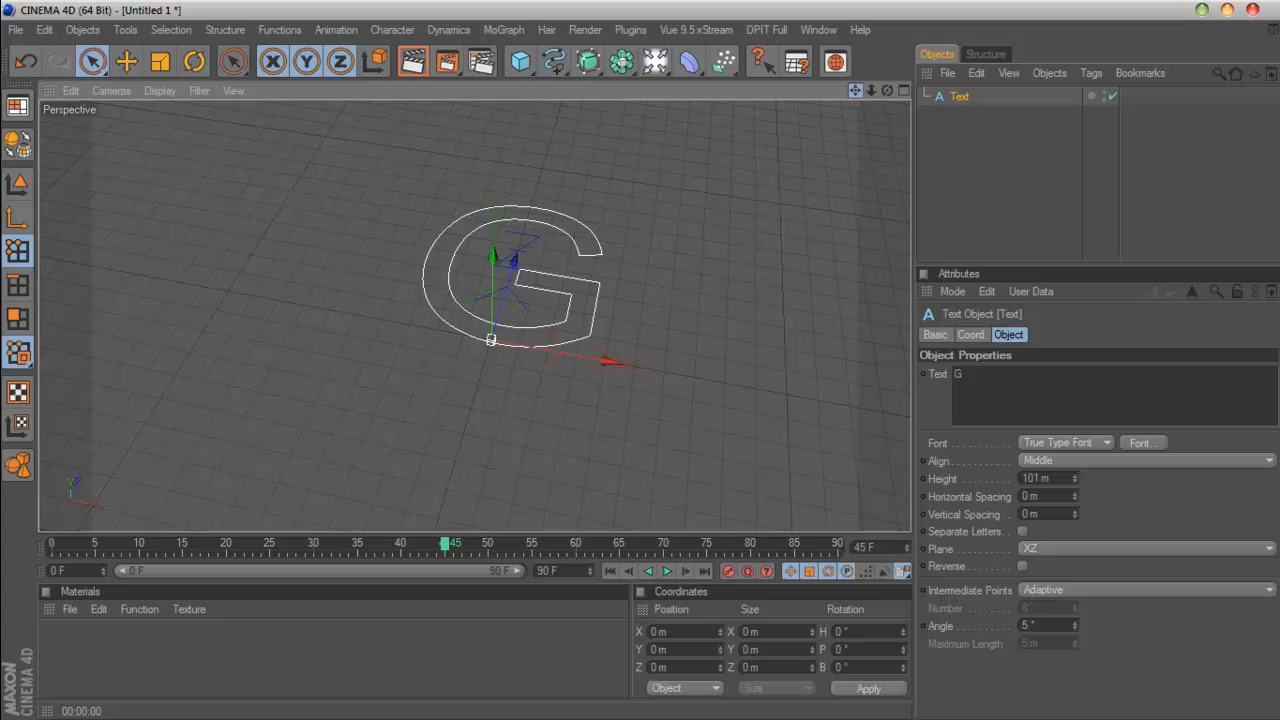 CINEMA 4D (64 Bit) - [Untitled 1 *]
File Edit Objects Tools Selection Structure Functions Animation Character Dynamics MoGraph Hair Render Plugins Vue 9.5 xStream DPIT Full Window Help
X Y Z
Objects Structure
File Edit View Objects Tags Bookmarks
A Text
Edit Cameras Display Filter View
Perspective
G
Attributes
Mode Edit User Data
A Text Object [Text]
Basic Coord. Object
Object Properties
Text G
Font True Type Font Font...
Align Middle
Height 101 m
Horizontal Spacing 0 m
Vertical Spacing 0 m
Separate Letters
Plane XZ
Reverse
Intermediate Points Adaptive
Number 8
Angle 5 °
Maximum Length 5 m
0 5 10 15 20 25 30 35 40 45 50 55 60 65 70 75 80 85 90 45 F
0 F 0 F 90 F 90 F
Materials
File Edit Function Texture
Coordinates
Position Size Rotation
X 0 m X 0 m H 0 °
Y 0 m Y 0 m P 0 °
Z 0 m Z 0 m B 0 °
Object Size Apply
MAXON
CINEMA 4D
00:00:00